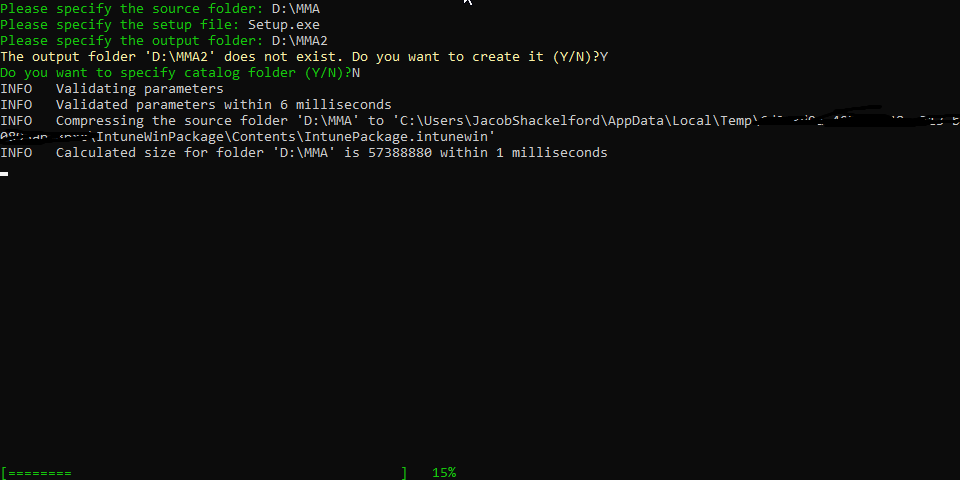 Please specify the source folder: D:\MMA
Please specify the setup file: Setup.exe
Please specify the output folder: D:\MMA2
The output folder 'D:\MMA2' does not exist. Do you want to create it (Y/N)?Y
Do you want to specify catalog folder (Y/N)?N
INFO   Validating parameters
INFO   Validated parameters within 6 milliseconds
INFO   Compressing the source folder 'D:\MMA' to 'C:\Users\JacobShackelford\AppData\Local\Temp\
\IntuneWinPackage\Contents\IntunePackage.intunewin'
INFO   Calculated size for folder 'D:\MMA' is 57388880 within 1 milliseconds
[========                                         ]   15%